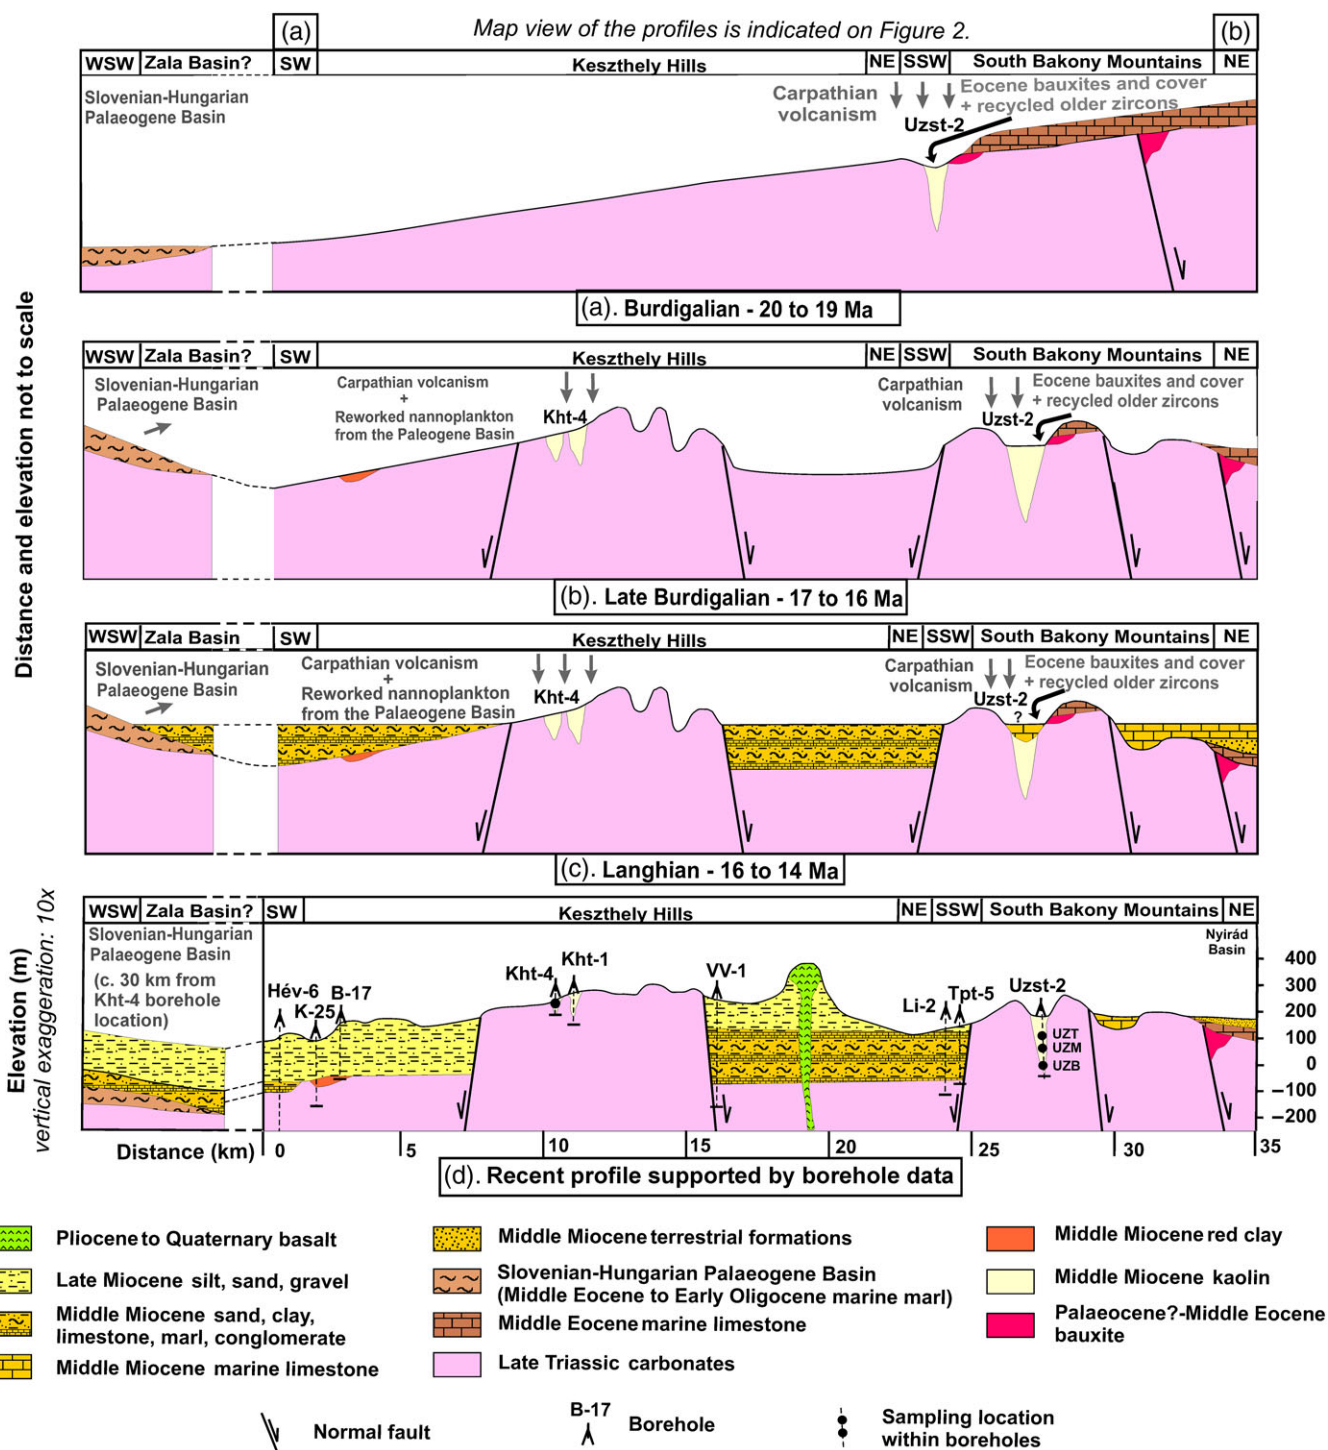 (a)
Map view of the profiles is indicated on Figure 2.
(b)
WSW
Zala Basin?
SW
Keszthely Hills
NE
SSW
South Bakony Mountains
NE
Slovenian-Hungarian
Palaeogene Basin
Carpathian
volcanism
Eocene bauxites and cover
+ recycled older zircons
Uzst-2
(a). Burdigalian - 20 to 19 Ma
Distance and elevation not to scale
WSW
Zala Basin?
SW
Keszthely Hills
NE
SSW
South Bakony Mountains
NE
Slovenian-Hungarian
Palaeogene Basin
Carpathian volcanism
+
Reworked nannoplankton
from the Paleogene Basin
Kht-4
Carpathian
volcanism
Eocene bauxites and cover
+ recycled older zircons
Uzst-2
(b). Late Burdigalian - 17 to 16 Ma
WSW
Zala Basin
SW
Keszthely Hills
NE
SSW
South Bakony Mountains
NE
Slovenian-Hungarian
Palaeogene Basin
Carpathian volcanism
+
Reworked nannoplankton
from the Palaeogene Basin
Kht-4
Carpathian
volcanism
Eocene bauxites and cover
+ recycled older zircons
Uzst-2
?
(c). Langhian - 16 to 14 Ma
Elevation (m)
vertical exaggeration: 10x
WSW
Zala Basin?
SW
Keszthely Hills
NE
SSW
South Bakony Mountains
NE
Slovenian-Hungarian
Palaeogene Basin
(c. 30 km from
Kht-4 borehole
location)
Hév-6
K-25
B-17
Kht-4
Kht-1
VV-1
Li-2
Tpt-5
Uzst-2
UZT
UZM
UZB
Nyirád
Basin
400
300
200
100
0
−100
−200
Distance (km)
0
5
10
15
20
25
30
35
(d). Recent profile supported by borehole data
Pliocene to Quaternary basalt
Late Miocene silt, sand, gravel
Middle Miocene sand, clay,
limestone, marl, conglomerate
Middle Miocene marine limestone
Middle Miocene terrestrial formations
Slovenian-Hungarian Palaeogene Basin
(Middle Eocene to Early Oligocene marine marl)
Middle Eocene marine limestone
Late Triassic carbonates
Middle Miocene red clay
Middle Miocene kaolin
Palaeocene?-Middle Eocene
bauxite
Normal fault
B-17
Borehole
Sampling location
within boreholes